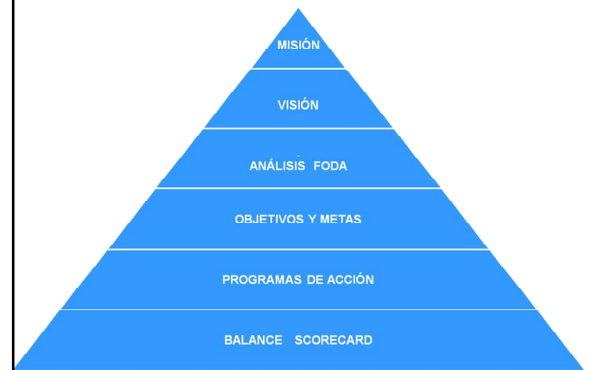 MISIÓN
VISIÓN
ANÁLISIS FODA
OBJETIVOS Y METAS
PROGRAMAS DE ACCIÓN
BALANCE SCORECARD